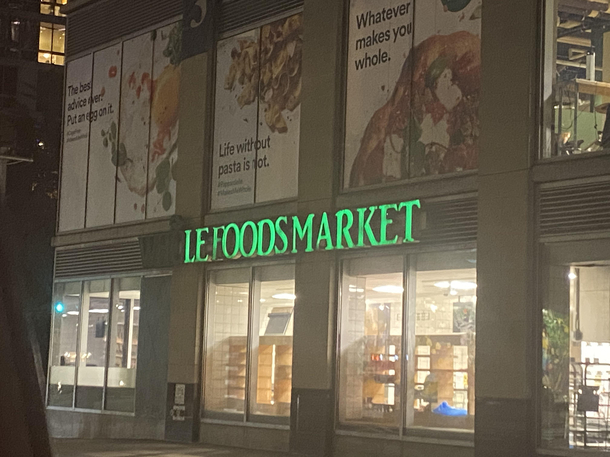 The best
advice ever?
Put an egg on it.
Life without
pasta is not.
Whatever
makes you
whole.
LE FOODS MARKET